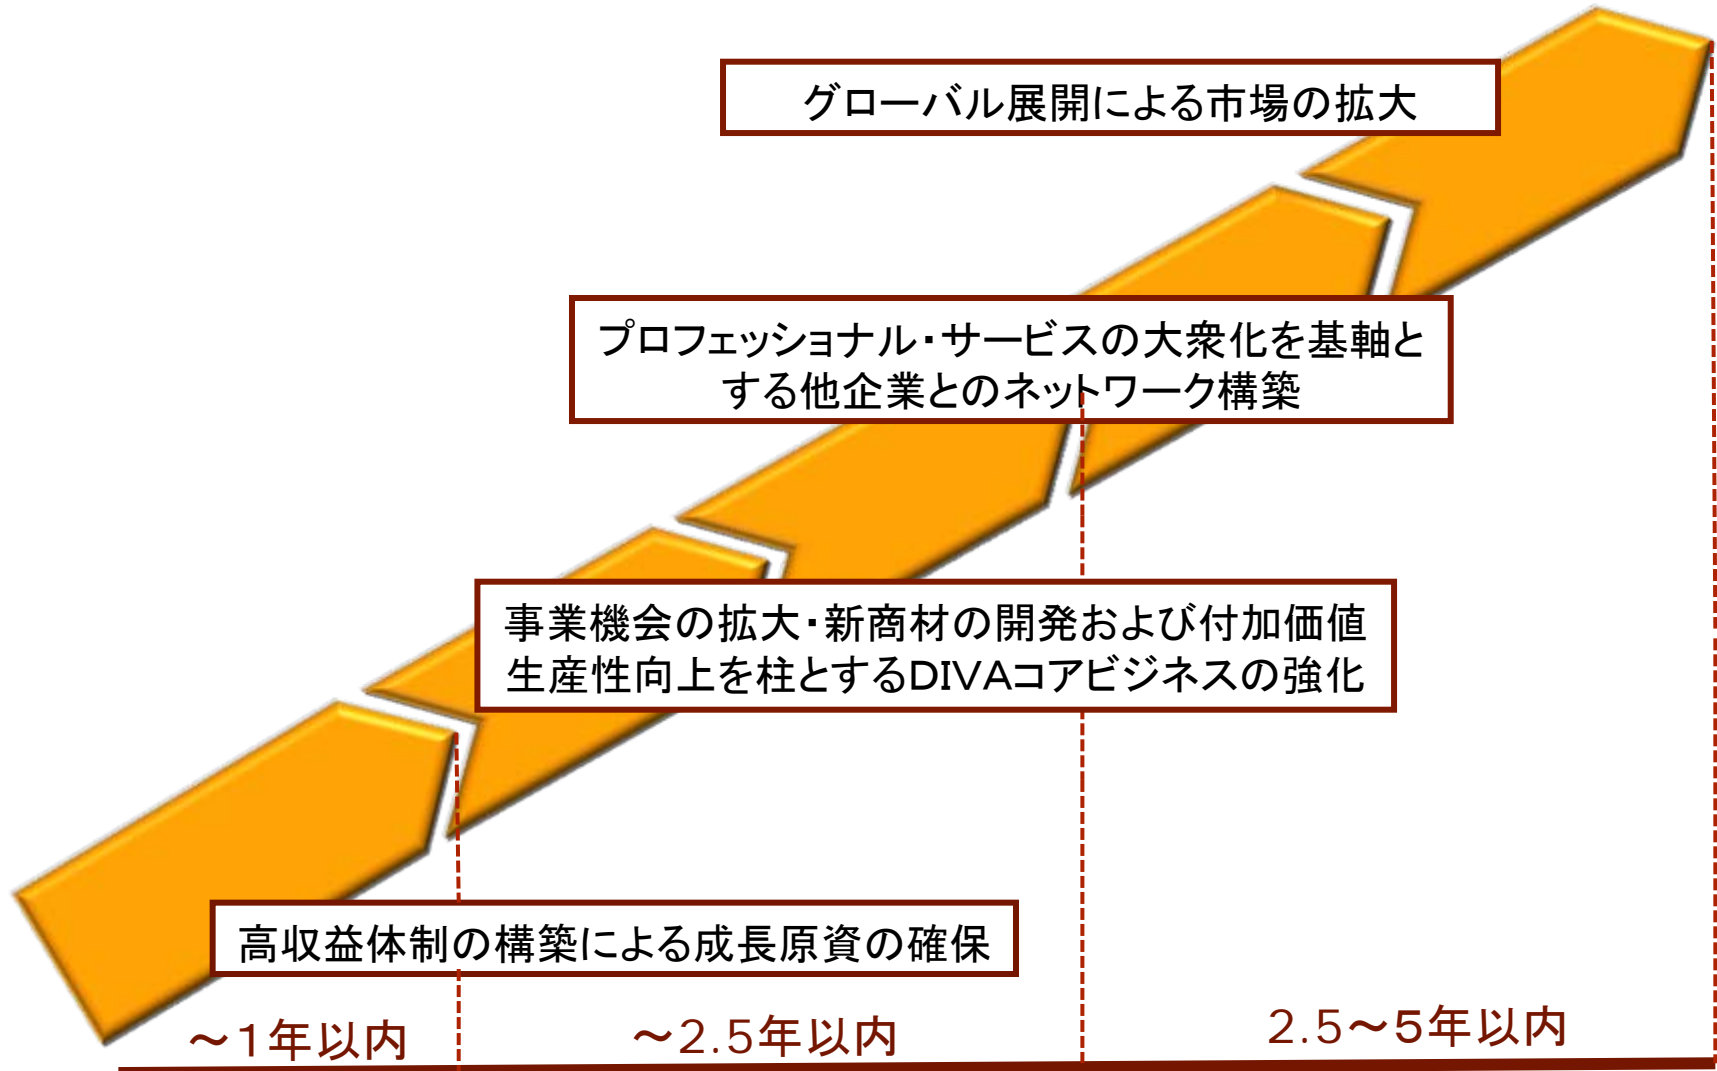 グローバル展開による市場の拡大
プロフェッショナル・サービスの大衆化を基軸と
する他企業とのネットワーク構築
事業機会の拡大・新商材の開発および付加価値
生産性向上を柱とするDIVAコアビジネスの強化
高収益体制の構築による成長原資の確保
～1年以内
～2.5年以内
2.5～5年以内